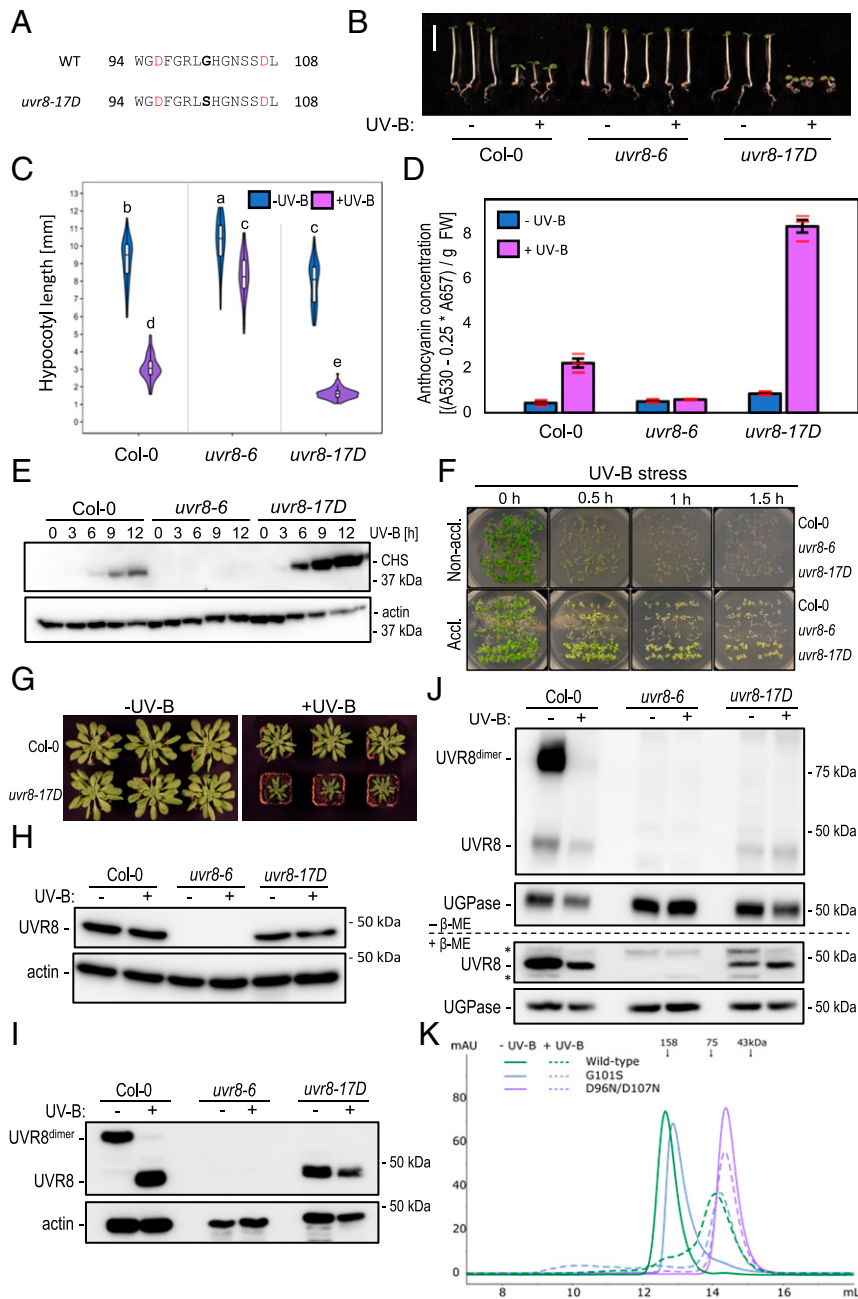 A
WT 94 WGDFGRLGHGNSSDL 108
uvr8-17D 94 WGDFGRLSHGNSSDL 108
B
UV-B: - + - + - +
Col-0 uvr8-6 uvr8-17D
C
-UV-B +UV-B
Hypocotyl length [mm]
13
12
11
10
9
8
7
6
5
4
3
2
1
0
b d a c c e
Col-0 uvr8-6 uvr8-17D
D
- UV-B
+ UV-B
Anthocyanin concentration
[(A530 - 0.25 * A657) / g FW]
8
6
4
2
0
Col-0 uvr8-6 uvr8-17D
E
Col-0 uvr8-6 uvr8-17D
0 3 6 9 12 0 3 6 9 12 0 3 6 9 12 UV-B [h]
- CHS
- 37 kDa
- actin
- 37 kDa
F
UV-B stress
0 h 0.5 h 1 h 1.5 h
Non-accl.
Col-0
uvr8-6
uvr8-17D
Accl.
Col-0
uvr8-6
uvr8-17D
G
-UV-B +UV-B
Col-0
uvr8-17D
H
Col-0 uvr8-6 uvr8-17D
UV-B: - + - + - +
UVR8 - - 50 kDa
actin - - 50 kDa
I
Col-0 uvr8-6 uvr8-17D
UV-B: - + - + - +
UVR8dimer -
UVR8 - - 50 kDa
actin - - 50 kDa
J
Col-0 uvr8-6 uvr8-17D
UV-B: - + - + - +
UVR8dimer - - 75 kDa
UVR8 - - 50 kDa
UGPase - - 50 kDa
– β-ME
+ β-ME
*
UVR8 - - 50 kDa
*
UGPase - - 50 kDa
K
mAU - UV-B + UV-B 158 75 43kDa
↓ ↓ ↓
Wild-type
G101S
D96N/D107N
80
60
40
20
0
8 10 12 14 16 mL